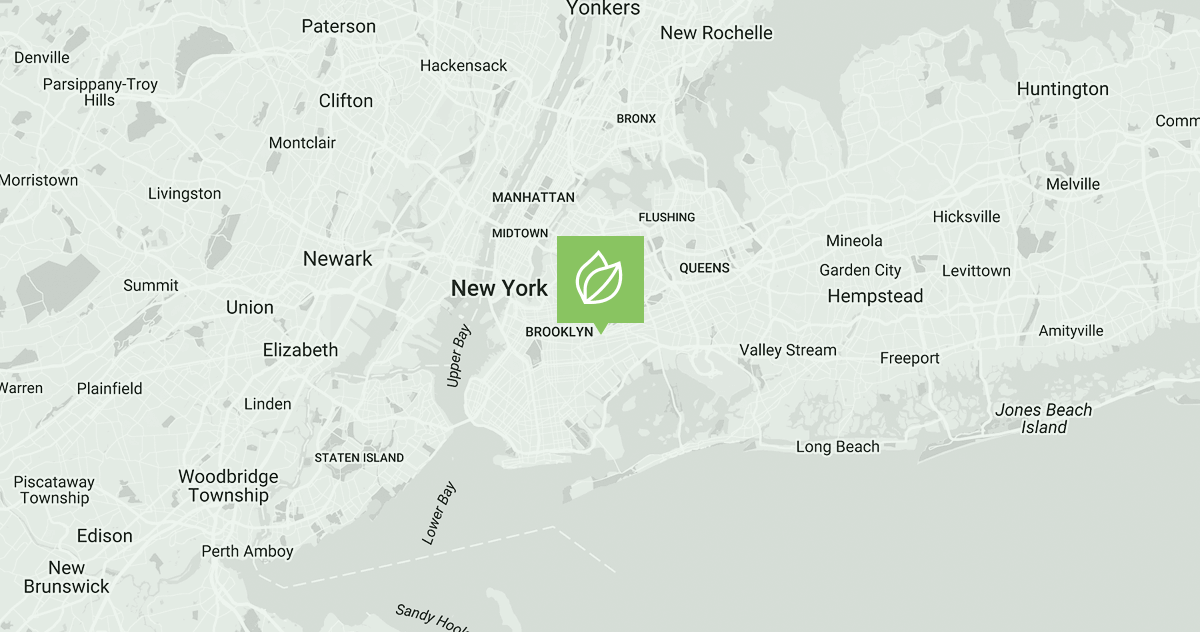 Yonkers
Paterson
New Rochelle
Denville
Hackensack
Parsippany-Troy
Hills
Huntington
Clifton
BRONX
Comm
Montclair
Morristown
Melville
Livingston
MANHATTAN
FLUSHING
Hicksville
MIDTOWN
Mineola
Newark
QUEENS
Garden City
Levittown
Summit
New York
Hempstead
Union
BROOKLYN
Amityville
Upper Bay
Elizabeth
Valley Stream
Freeport
Warren
Plainfield
Linden
Jones Beach
Island
Long Beach
STATEN ISLAND
Woodbridge
Township
Piscataway
Township
Lower Bay
Edison
Perth Amboy
New
Brunswick
Sandy Hook